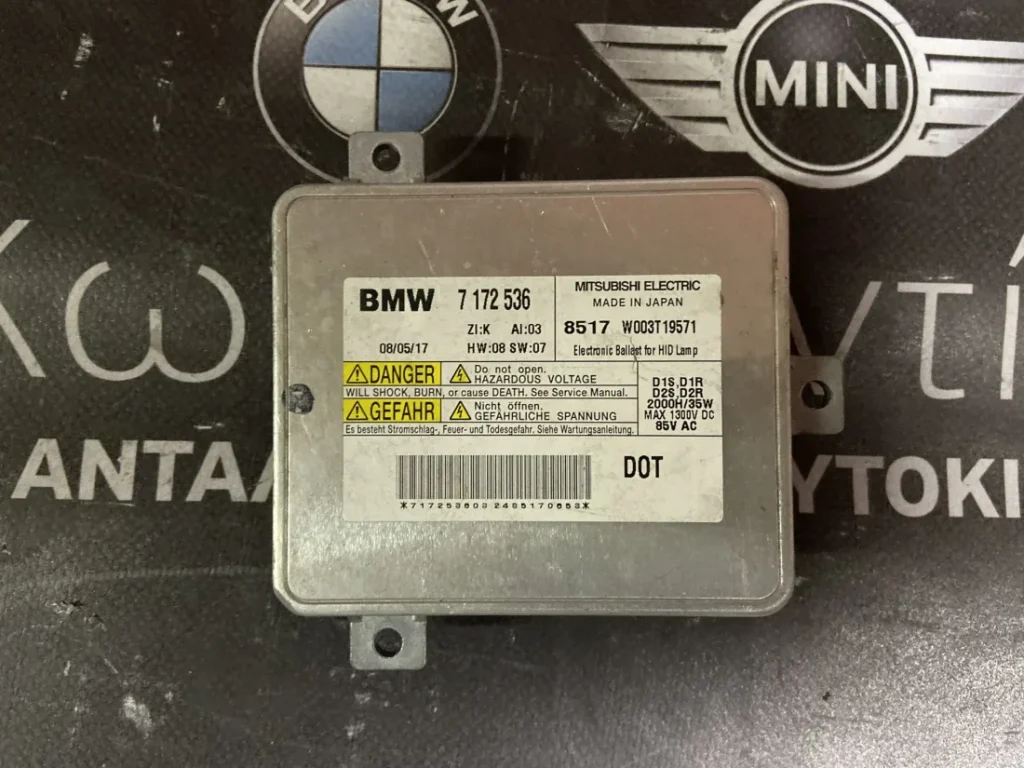 BMW
MINI
BMW 7 172 536
ZI:K AI:03
08/05/17 HW:08 SW:07
MITSUBISHI ELECTRIC
MADE IN JAPAN
8517 W003T19571
Electronic Ballast for HID Lamp
DANGER Do not open.
HAZARDOUS VOLTAGE
WILL SHOCK, BURN, or cause DEATH. See Service Manual.
GEFAHR Nicht öffnen.
GEFÄHRLICHE SPANNUNG
Es besteht Stromschlag-, Feuer- und Todesgefahr. Siehe Wartungsanleitung.
D1S,D1R
D2S,D2R
2000H/35W
MAX 1300V DC
85V AC
DOT
*717253603 2405170653*